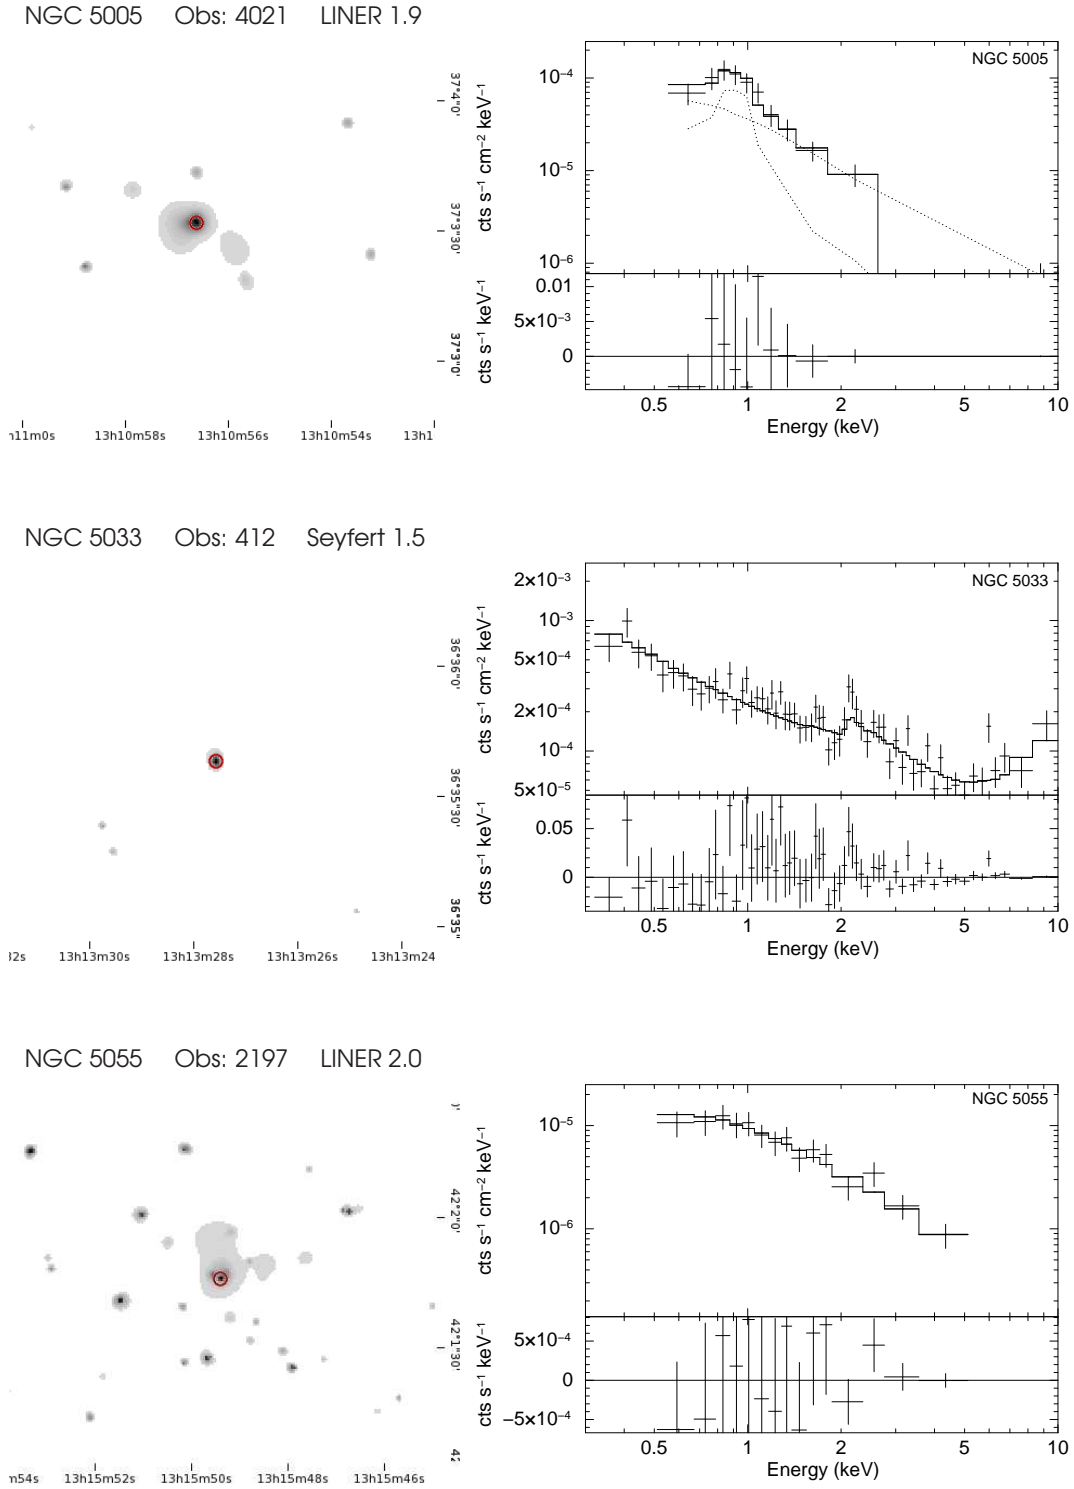 NGC 5005 Obs: 4021 LINER 1.9
37°4'0"
37°3'30"
37°3'0"
h11m0s 13h10m58s 13h10m56s 13h10m54s 13h1
NGC 5005
cts s⁻¹ cm⁻² keV⁻¹
10⁻⁴
10⁻⁵
10⁻⁶
cts s⁻¹ keV⁻¹
0.01
5×10⁻³
0
0.5 1 2 5 10
Energy (keV)
NGC 5033 Obs: 412 Seyfert 1.5
36°36'0"
36°35'30"
36°35"
32s 13h13m30s 13h13m28s 13h13m26s 13h13m24
NGC 5033
cts s⁻¹ cm⁻² keV⁻¹
2×10⁻³
10⁻³
5×10⁻⁴
2×10⁻⁴
10⁻⁴
5×10⁻⁵
cts s⁻¹ keV⁻¹
0.05
0
0.5 1 2 5 10
Energy (keV)
NGC 5055 Obs: 2197 LINER 2.0
42°2'0"
42°1'30"
42
m54s 13h15m52s 13h15m50s 13h15m48s 13h15m46s
NGC 5055
cts s⁻¹ cm⁻² keV⁻¹
10⁻⁵
10⁻⁶
cts s⁻¹ keV⁻¹
5×10⁻⁴
0
−5×10⁻⁴
0.5 1 2 5 10
Energy (keV)